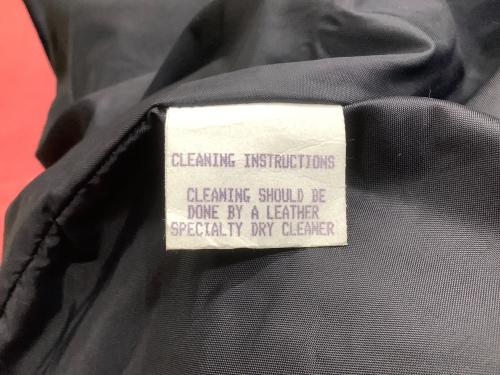 CLEANING INSTRUCTIONS
CLEANING SHOULD BE
DONE BY A LEATHER
SPECIALTY DRY CLEANER